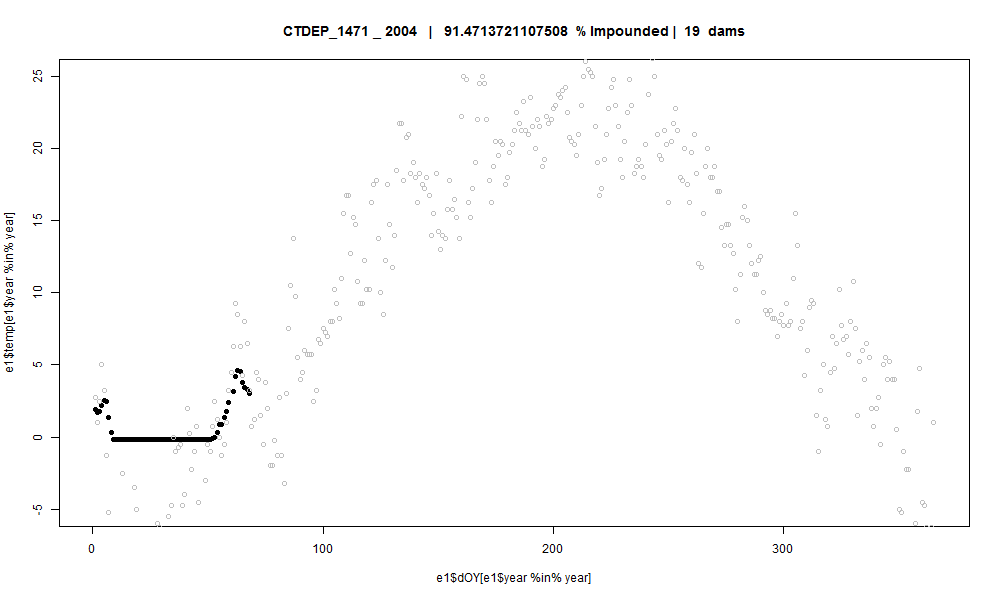 CTDEP_1471 _ 2004 | 91.4713721107508 % Impounded | 19 dams
e1$temp[e1$year %in% year]
25
20
15
10
5
0
-5
0 100 200 300
e1$dOY[e1$year %in% year]